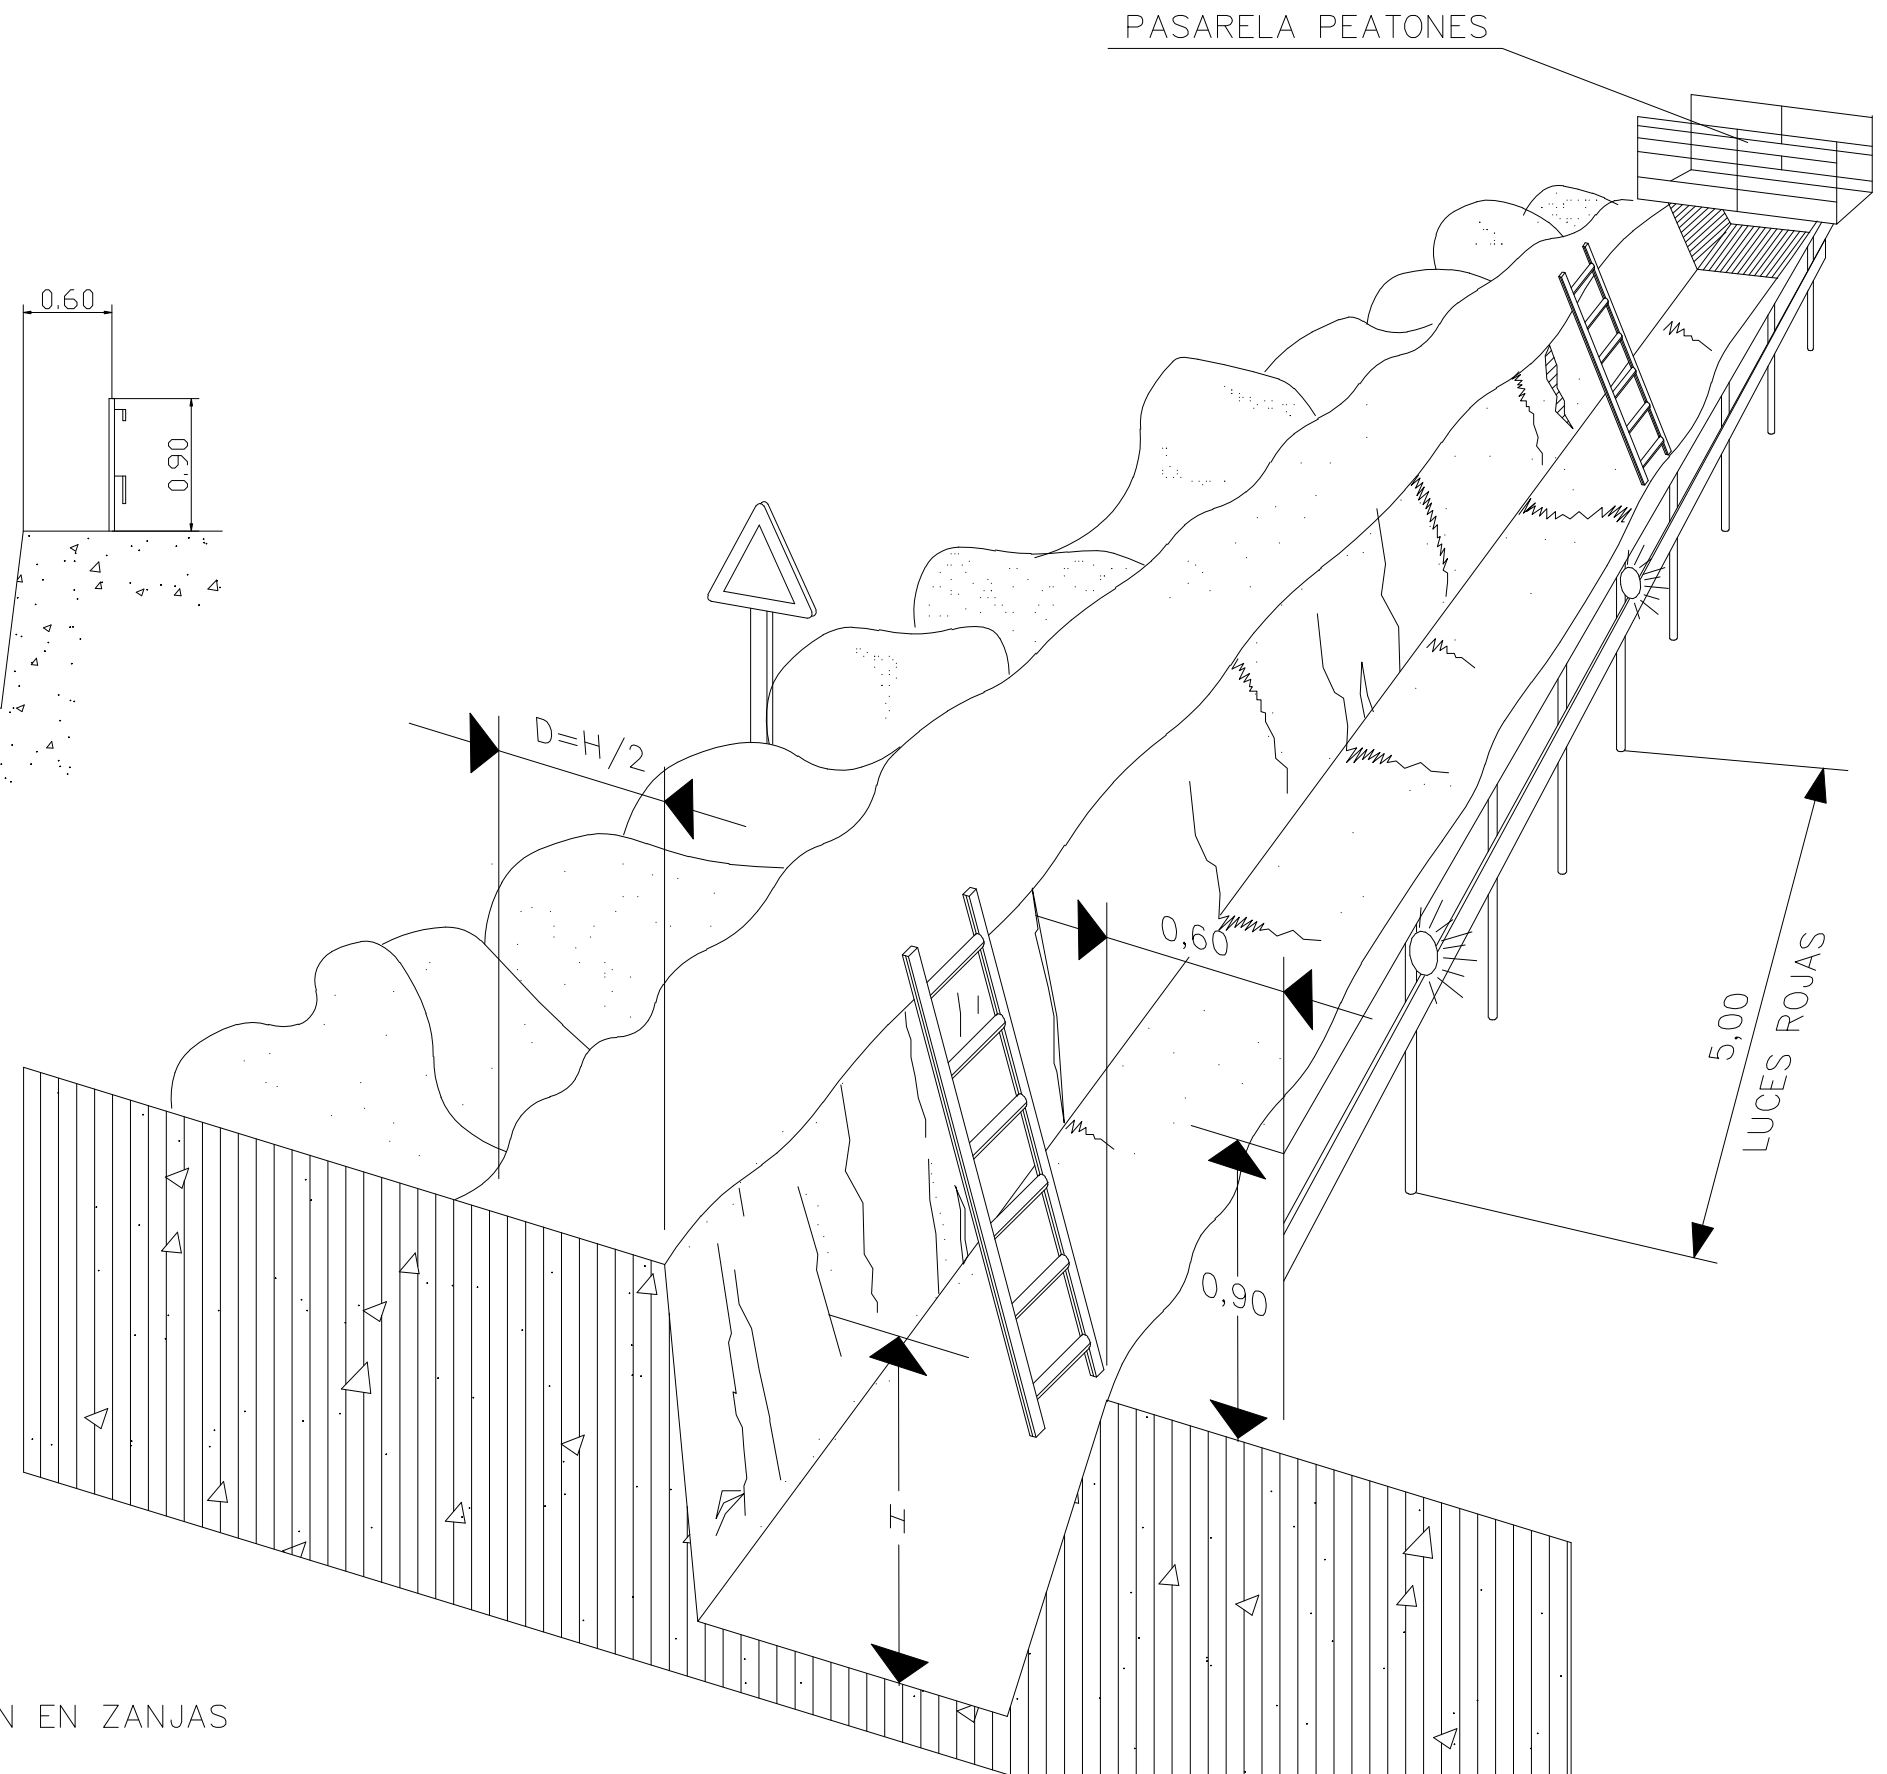 PASARELA PEATONES
0.60
0.90
D=H/2
0,60
5,00
LUCES ROJAS
0,90
H
N EN ZANJAS